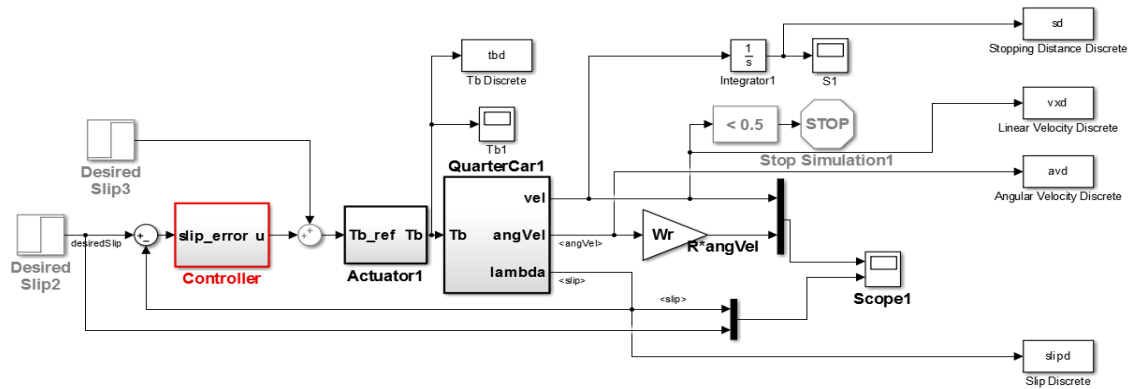 sd
Stopping Distance Discrete
tbd
Tb Discrete
1
s
Integrator1
S1
vxd
Linear Velocity Discrete
< 0.5
STOP
Stop Simulation1
Tb1
Desired
Slip3
QuarterCar1
avd
Angular Velocity Discrete
vel
desiredSlip
+
-
slip_error u
Controller
+
+
Tb_ref Tb
Actuator1
Tb
angVel
<angVel>
Wr
R*angVel
lambda
<slip>
Desired
Slip2
Scope1
<slip>
slipd
Slip Discrete